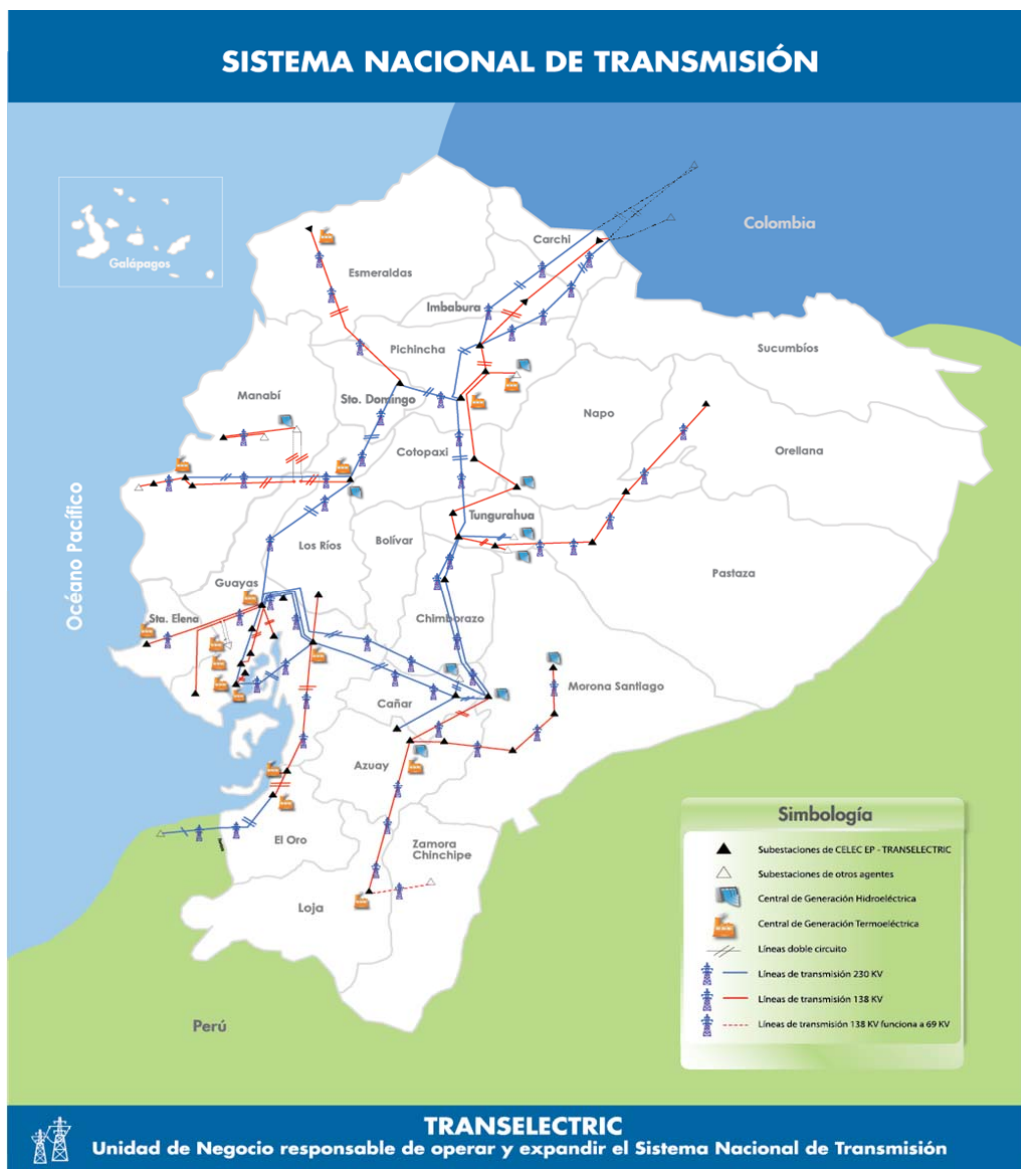 SISTEMA NACIONAL DE TRANSMISIÓN
Colombia
Carchi
Galápagos
Esmeraldas
Imbabura
Pichincha
Sucumbíos
Manabí
Sto. Domingo
Napo
Cotopaxi
Orellana
Tungurahua
Océano Pacífico
Los Ríos
Bolívar
Pastaza
Guayas
Sta. Elena
Chimborazo
Morona Santiago
Cañar
Azuay
El Oro
Zamora
Chinchipe
Loja
Perú
Simbología
Subestaciones de CELEC EP - TRANSELECTRIC
Subestaciones de otros agentes
Central de Generación Hidroeléctrica
Central de Generación Termoeléctrica
Líneas doble circuito
Líneas de transmisión 230 KV
Líneas de transmisión 138 KV
Líneas de transmisión 138 KV funciona a 69 KV
TRANSELECTRIC
Unidad de Negocio responsable de operar y expandir el Sistema Nacional de Transmisión